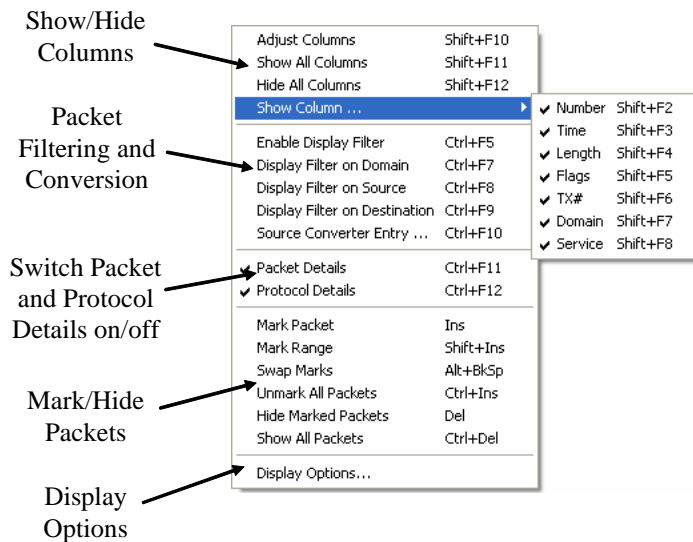 Show/Hide
Columns
Packet
Filtering and
Conversion
Switch Packet
and Protocol
Details on/off
Mark/Hide
Packets
Display
Options
Adjust Columns Shift+F10
Show All Columns Shift+F11
Hide All Columns Shift+F12
Show Column ...
Enable Display Filter Ctrl+F5
Display Filter on Domain Ctrl+F7
Display Filter on Source Ctrl+F8
Display Filter on Destination Ctrl+F9
Source Converter Entry ... Ctrl+F10
Packet Details Ctrl+F11
Protocol Details Ctrl+F12
Mark Packet Ins
Mark Range Shift+Ins
Swap Marks Alt+BkSp
Unmark All Packets Ctrl+Ins
Hide Marked Packets Del
Show All Packets Ctrl+Del
Display Options...
Number Shift+F2
Time Shift+F3
Length Shift+F4
Flags Shift+F5
TX# Shift+F6
Domain Shift+F7
Service Shift+F8